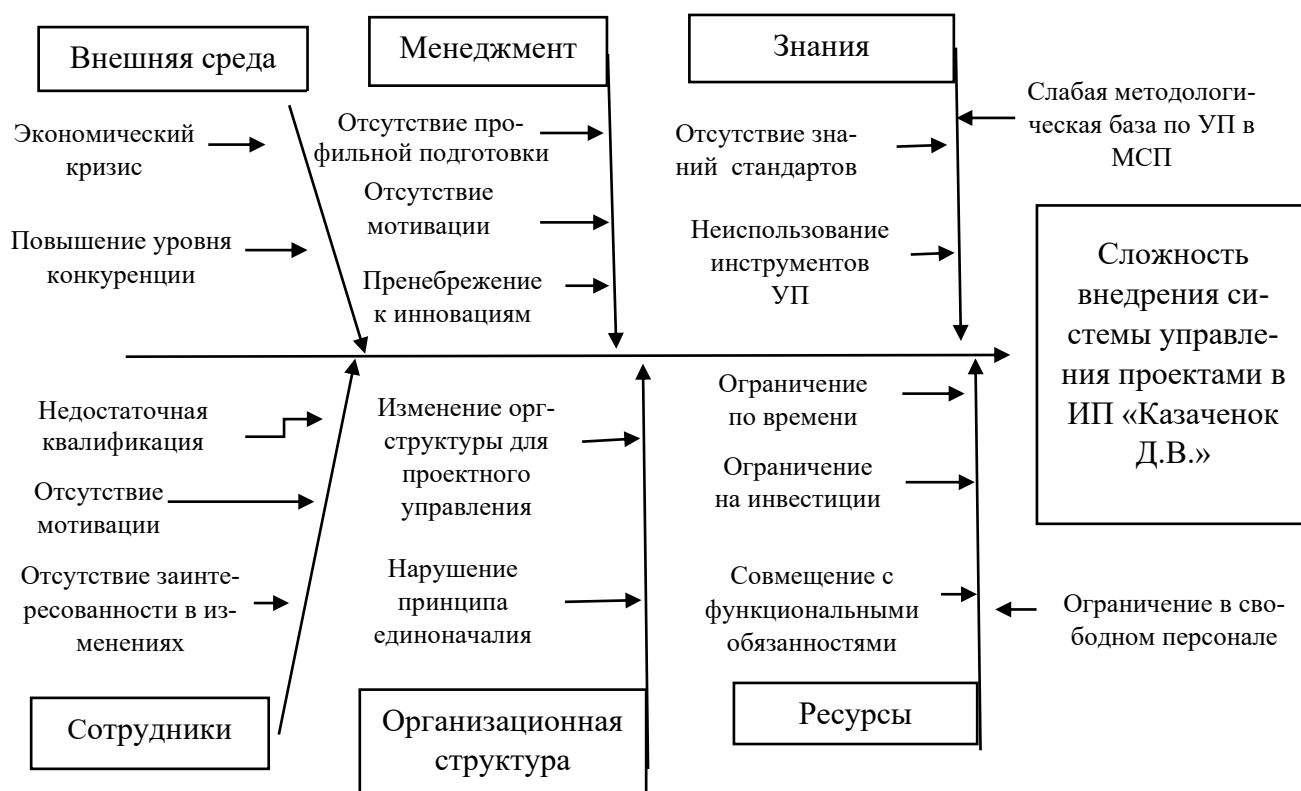 Внешняя среда
Менеджмент
Знания
Экономический
кризис
Повышение уровня
конкуренции
Отсутствие про-
фильной подготовки
Отсутствие
мотивации
Пренебрежение
к инновациям
Отсутствие зна-
ний стандартов
Неиспользование
инструментов
УП
Слабая методологи-
ческая база по УП в
МСП
Сложность
внедрения си-
стемы управле-
ния проектами в
ИП «Казаченок
Д.В.»
Недостаточная
квалификация
Отсутствие
мотивации
Отсутствие заинте-
ресованности в из-
менениях
Изменение орг-
структуры для
проектного
управления
Нарушение
принципа
единоначалия
Ограничение
по времени
Ограничение
на инвестиции
Совмещение с
функциональными
обязанностями
Ограничение в сво-
бодном персонале
Сотрудники
Организационная
структура
Ресурсы